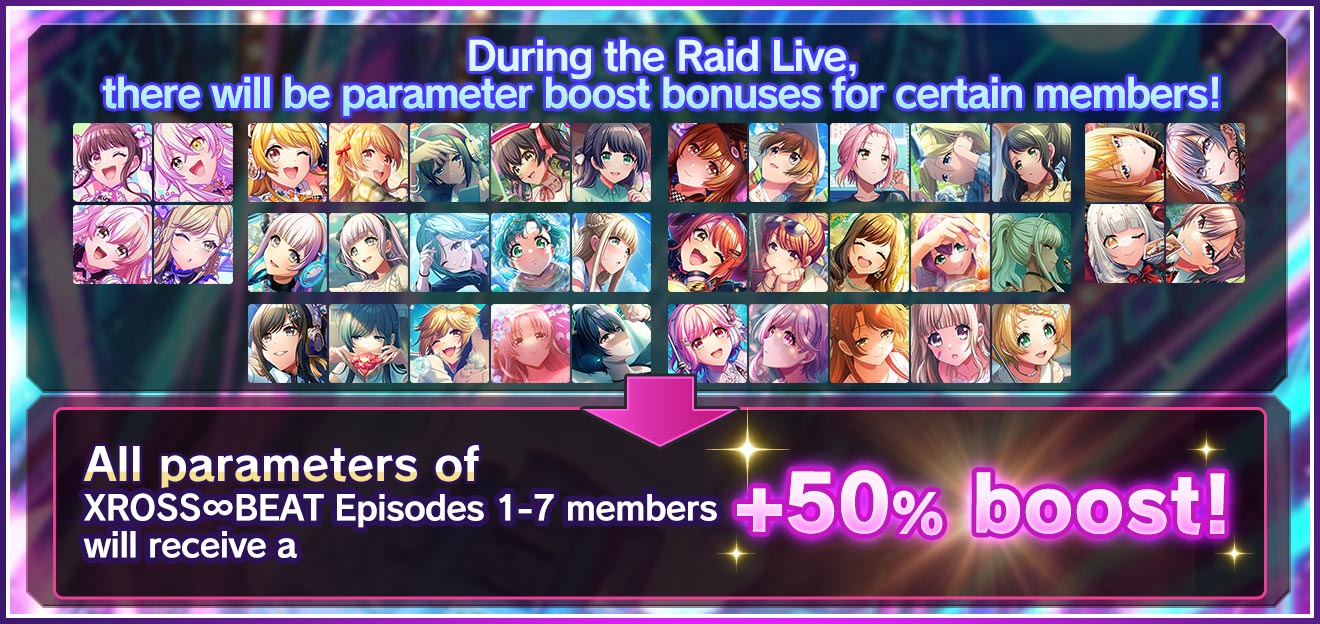 During the Raid Live,
there will be parameter boost bonuses for certain members!
All parameters of
XROSS∞BEAT Episodes 1-7 members
will receive a
+50% boost!